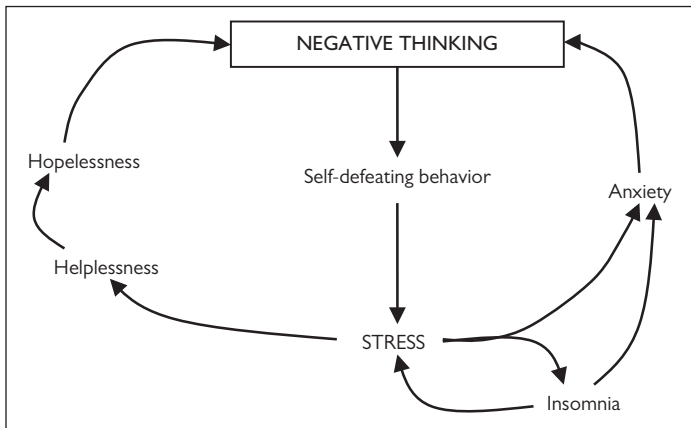 NEGATIVE THINKING
Hopelessness
Self-defeating behavior
Anxiety
Helplessness
STRESS
Insomnia